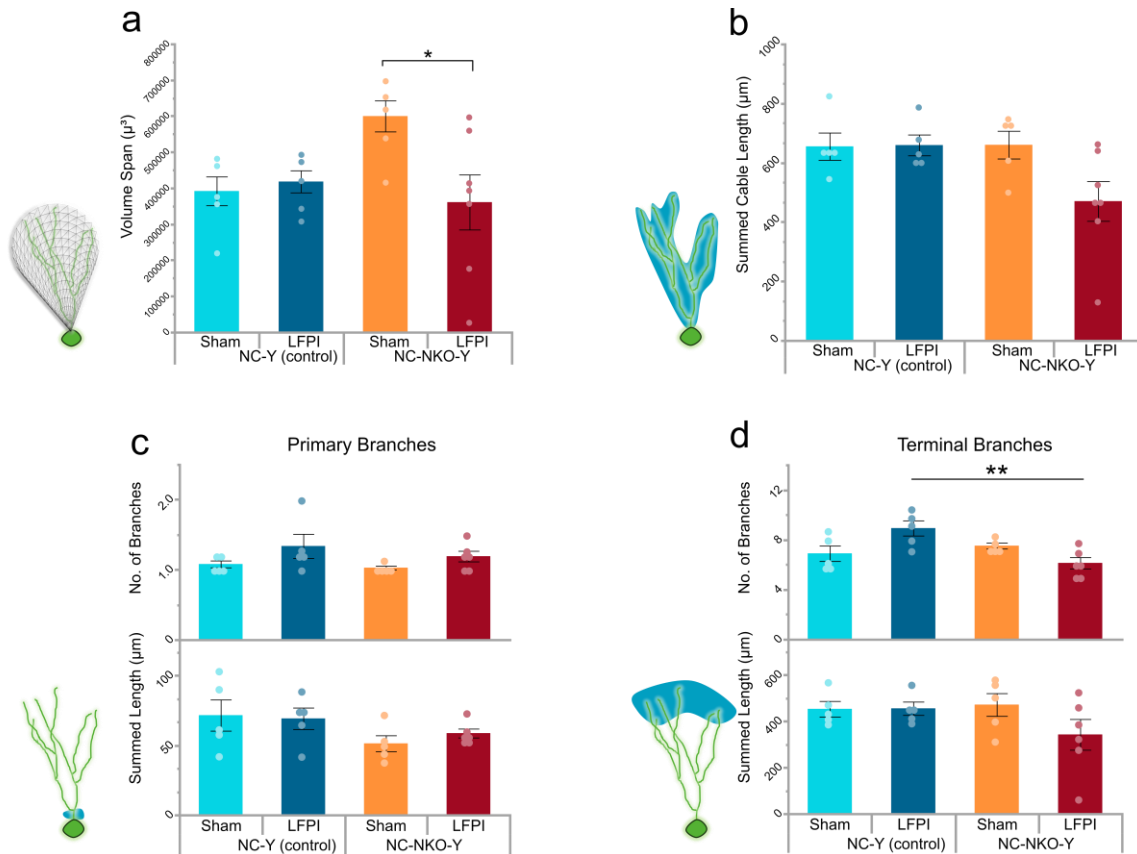 a
Volume Span (µ³)
800000
700000
600000
500000
400000
300000
200000
100000
0
*
Sham LFPI Sham LFPI
NC-Y (control) NC-NKO-Y
b
Summed Cable Length (µm)
1000
800
600
400
200
0
Sham LFPI Sham LFPI
NC-Y (control) NC-NKO-Y
c
Primary Branches
No. of Branches
2.0
1.0
0
Summed Length (µm)
100
50
0
Sham LFPI Sham LFPI
NC-Y (control) NC-NKO-Y
d
Terminal Branches
No. of Branches
12
8
4
0
**
Summed Length (µm)
600
400
200
0
Sham LFPI Sham LFPI
NC-Y (control) NC-NKO-Y